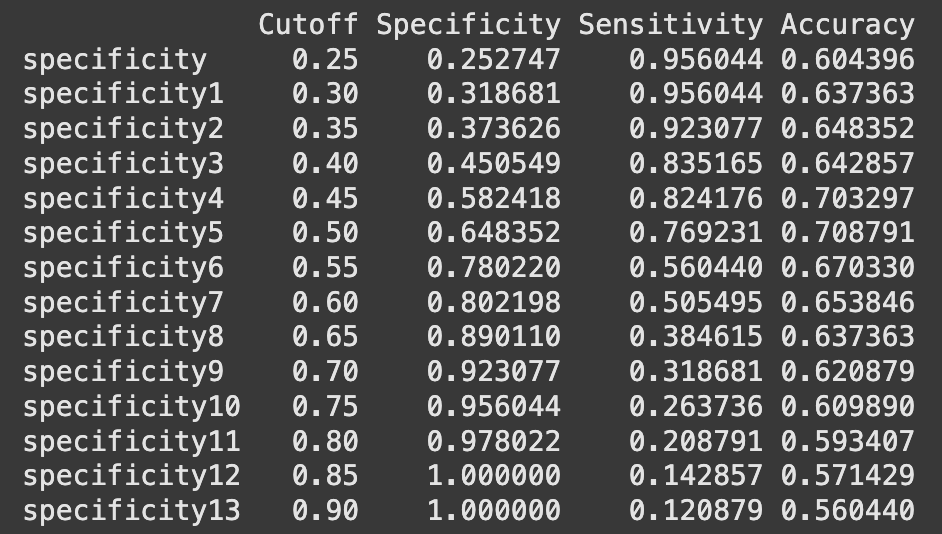 Cutoff Specificity Sensitivity Accuracy
specificity 0.25 0.252747 0.956044 0.604396
specificity1 0.30 0.318681 0.956044 0.637363
specificity2 0.35 0.373626 0.923077 0.648352
specificity3 0.40 0.450549 0.835165 0.642857
specificity4 0.45 0.582418 0.824176 0.703297
specificity5 0.50 0.648352 0.769231 0.708791
specificity6 0.55 0.780220 0.560440 0.670330
specificity7 0.60 0.802198 0.505495 0.653846
specificity8 0.65 0.890110 0.384615 0.637363
specificity9 0.70 0.923077 0.318681 0.620879
specificity10 0.75 0.956044 0.263736 0.609890
specificity11 0.80 0.978022 0.208791 0.593407
specificity12 0.85 1.000000 0.142857 0.571429
specificity13 0.90 1.000000 0.120879 0.560440